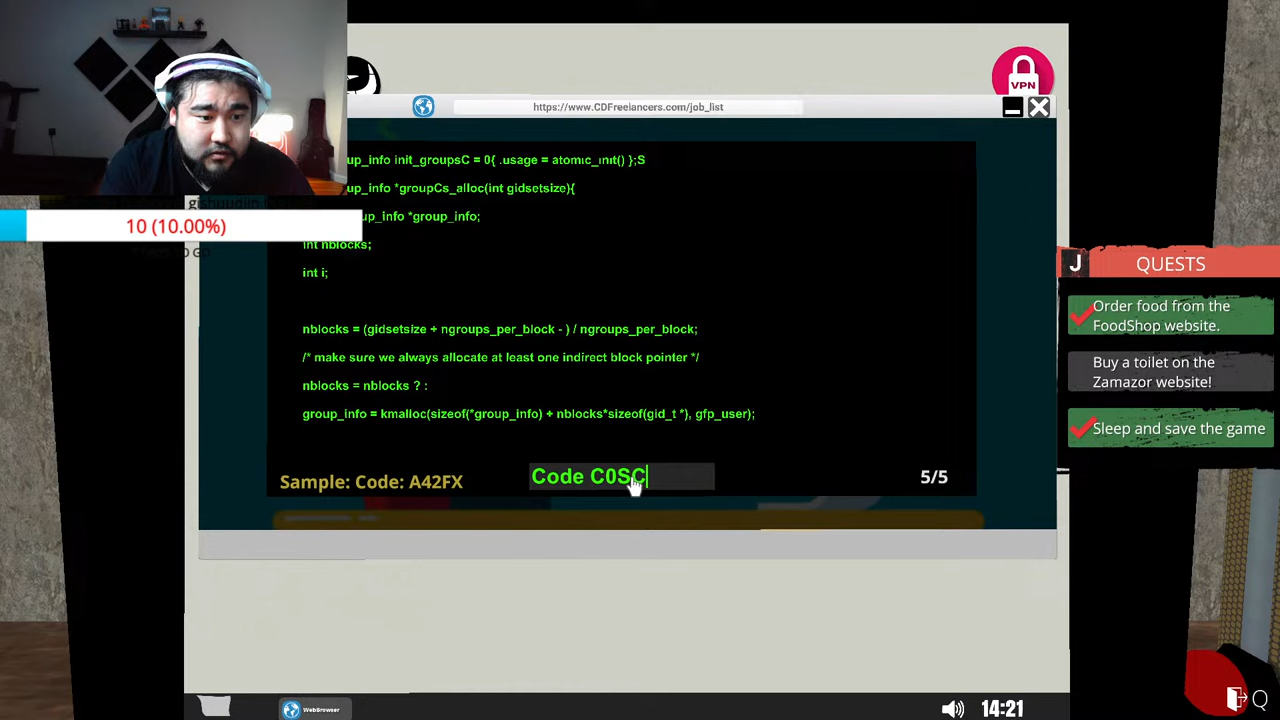 VPN
https://www.CDFreelancers.com/job_list
up_info init_groupsC = 0{ .usage = atomic_init() };S
up_info *groupCs_alloc(int gidsetsize){
up_info *group_info;
10 (10.00%)
int nblocks;
int i;
nblocks = (gidsetsize + ngroups_per_block - ) / ngroups_per_block;
/* make sure we always allocate at least one indirect block pointer */
nblocks = nblocks ? :
group_info = kmalloc(sizeof(*group_info) + nblocks*sizeof(gid_t *), gfp_user);
Sample: Code: A42FX
Code C0SC
5/5
J QUESTS
Order food from the
FoodShop website.
Buy a toilet on the
Zamazor website!
Sleep and save the game
WebBrowser
14:21
Q